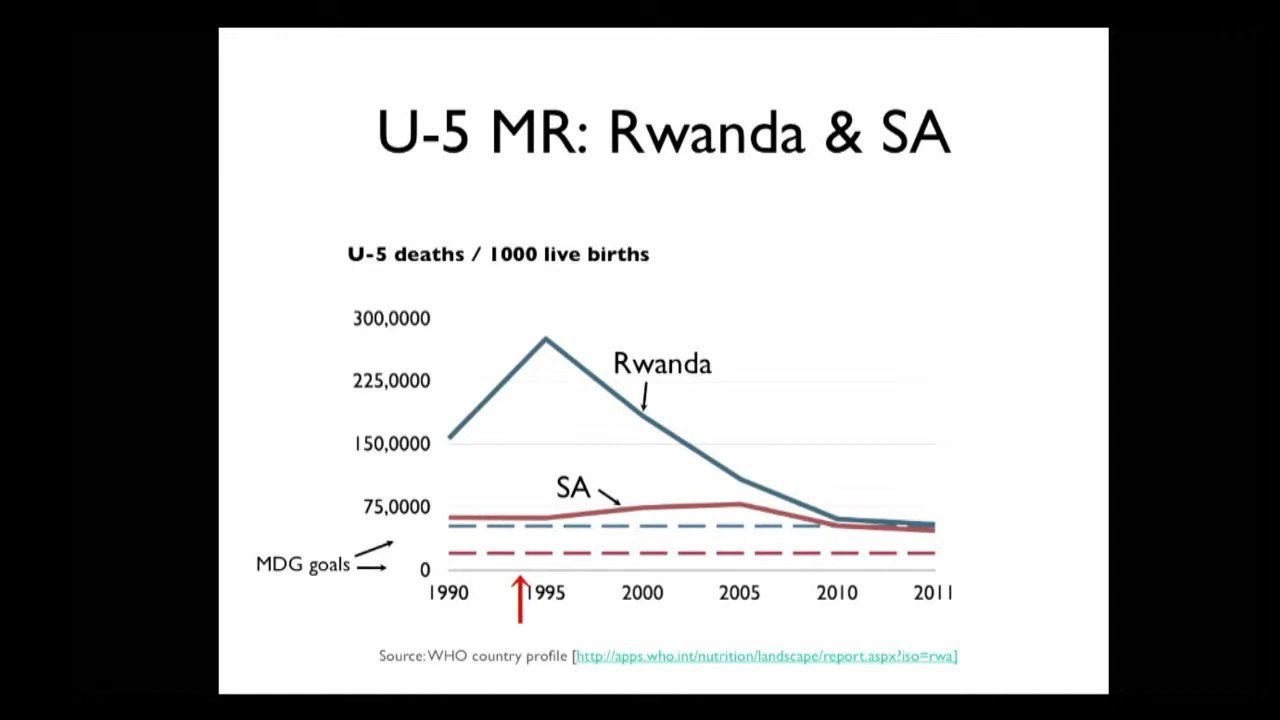 U-5 MR: Rwanda & SA
U-5 deaths / 1000 live births
300,0000
225,0000
150,0000
75,0000
0
Rwanda
SA
MDG goals
1990 1995 2000 2005 2010 2011
Source: WHO country profile [http://apps.who.int/nutrition/landscape/report.aspx?iso=rwa]